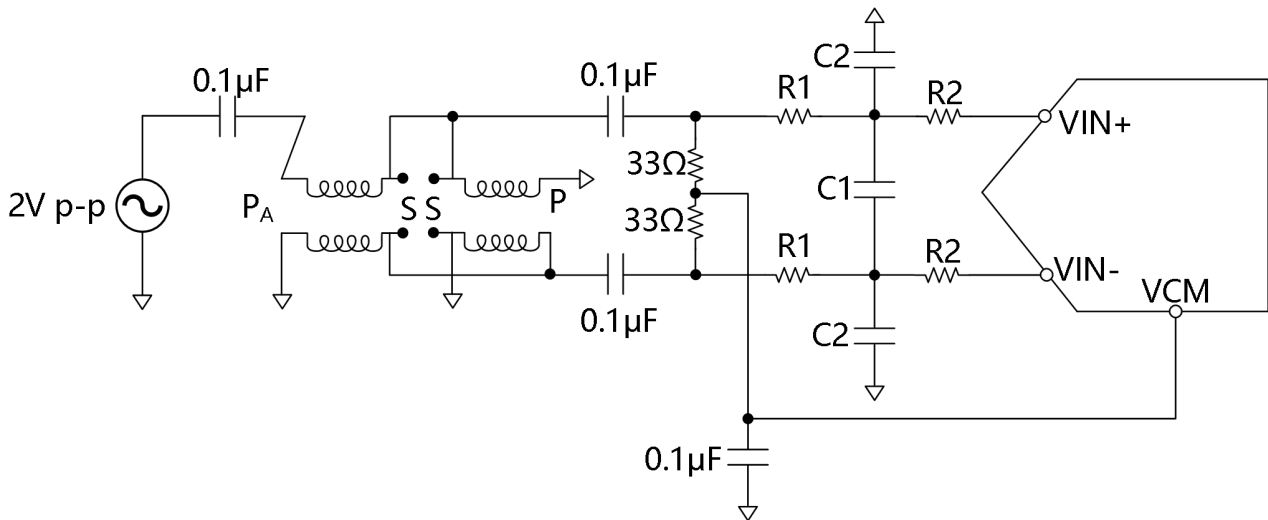 0.1µF
0.1µF
C2
R1
R2
VIN+
33Ω
2V p-p
P_A
S S
P
C1
33Ω
R1
R2
VIN-
VCM
0.1µF
C2
0.1µF